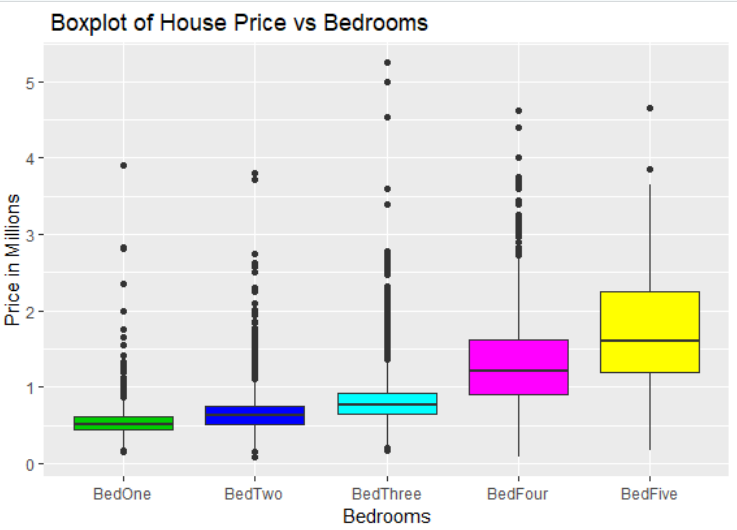 Boxplot of House Price vs Bedrooms
Price in Millions
5
4
3
2
1
0
BedOne BedTwo BedThree BedFour BedFive
Bedrooms